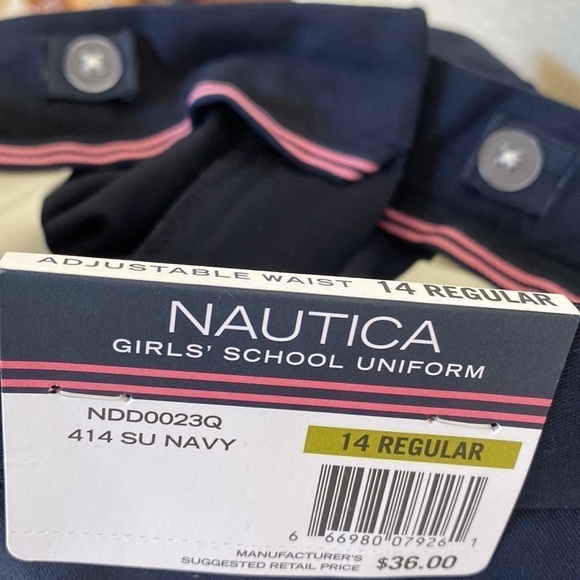 ADJUSTABLE WAIST 14 REGULAR
NAUTICA
GIRLS' SCHOOL UNIFORM
NDD0023Q
414 SU NAVY
14 REGULAR
6 66980 07926 1
MANUFACTURER'S
SUGGESTED RETAIL PRICE $36.00